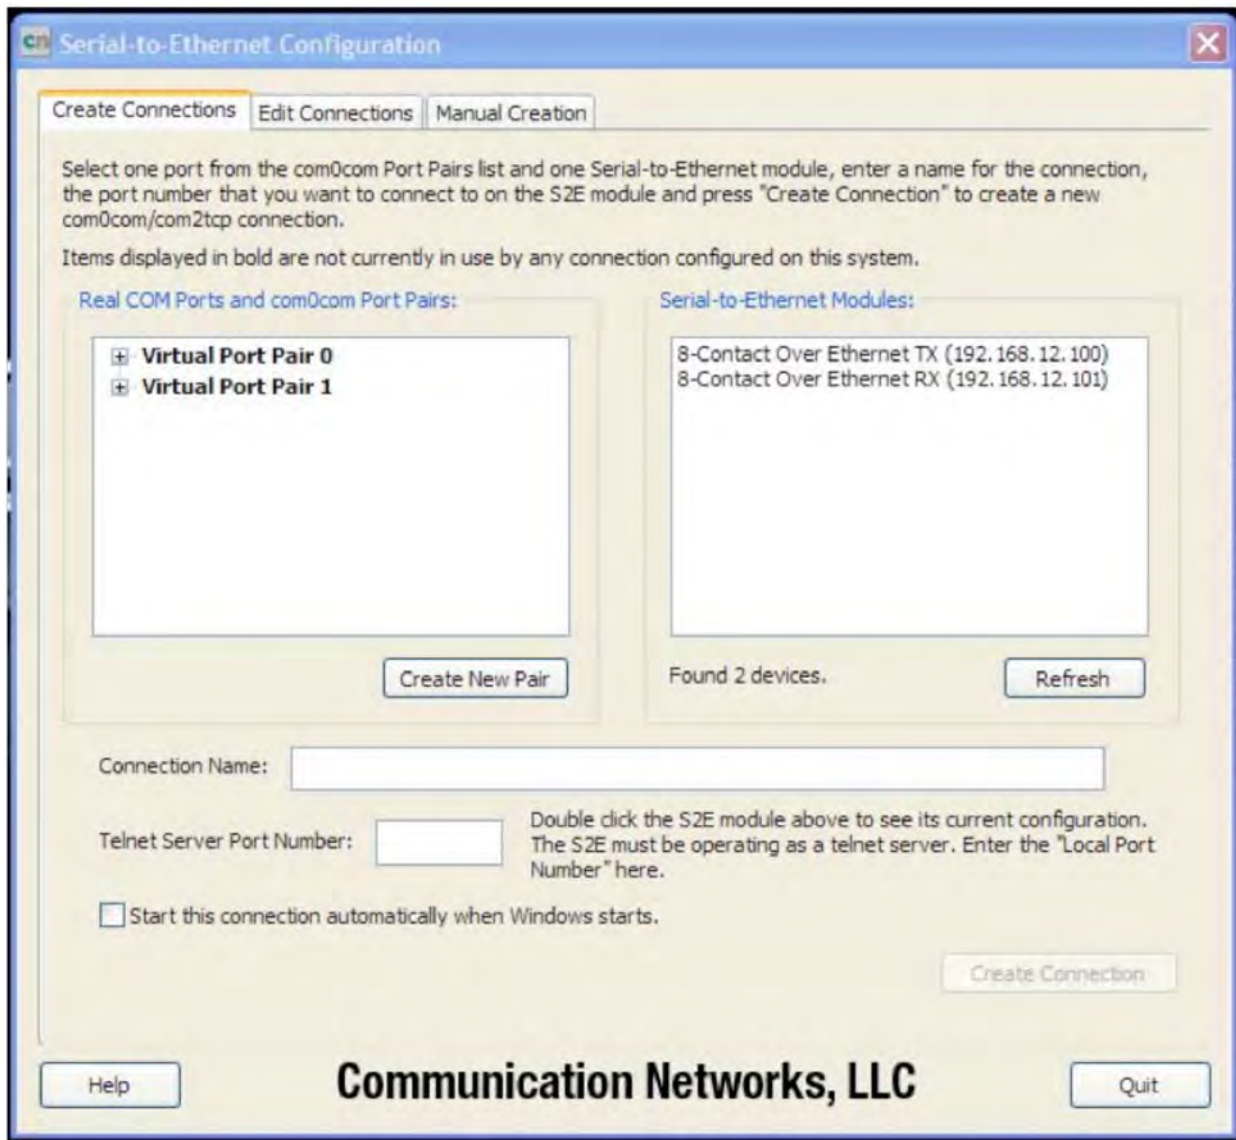 cn Serial-to-Ethernet Configuration
Create Connections Edit Connections Manual Creation
Select one port from the com0com Port Pairs list and one Serial-to-Ethernet module, enter a name for the connection,
the port number that you want to connect to on the S2E module and press "Create Connection" to create a new
com0com/com2tcp connection.
Items displayed in bold are not currently in use by any connection configured on this system.
Real COM Ports and com0com Port Pairs:
Virtual Port Pair 0
Virtual Port Pair 1
Create New Pair
Serial-to-Ethernet Modules:
8-Contact Over Ethernet TX (192.168.12.100)
8-Contact Over Ethernet RX (192.168.12.101)
Found 2 devices.
Refresh
Connection Name:
Telnet Server Port Number:
Double click the S2E module above to see its current configuration.
The S2E must be operating as a telnet server. Enter the "Local Port
Number" here.
Start this connection automatically when Windows starts.
Create Connection
Help
Communication Networks, LLC
Quit